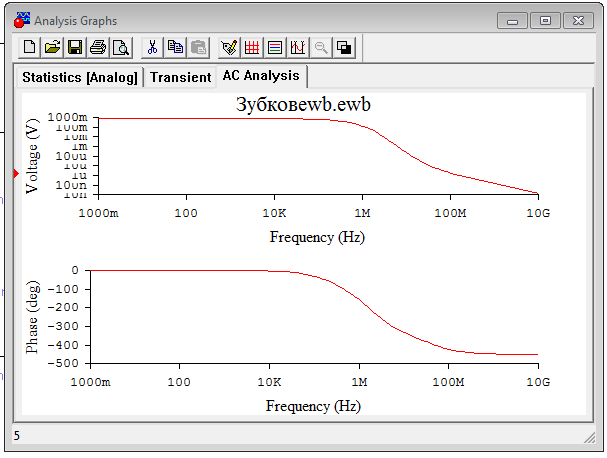 Analysis Graphs
Statistics [Analog] Transient AC Analysis
Зубковewb.ewb
Voltage (V)
1000m
100m
10m
1m
100u
10u
1u
100n
10n
1000m 100 10K 1M 100M 10G
Frequency (Hz)
Phase (deg)
0
-100
-200
-300
-400
-500
1000m 100 10K 1M 100M 10G
Frequency (Hz)
5